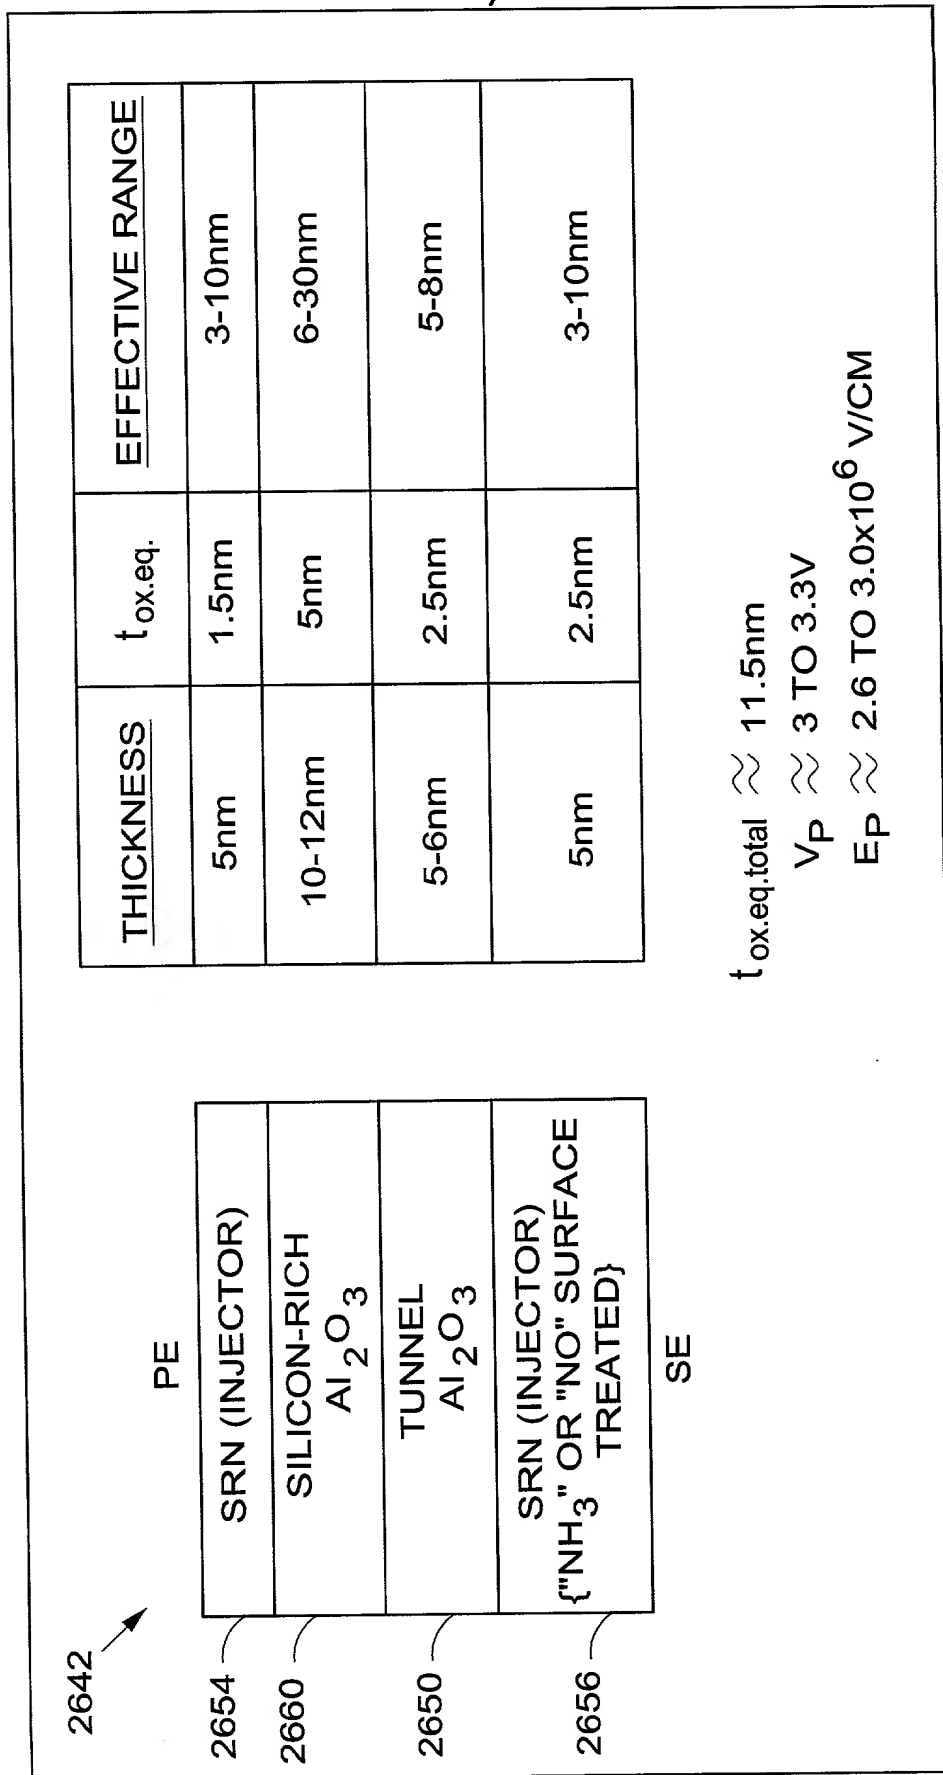 2642
PE
2654
SRN (INJECTOR)
2660
SILICON-RICH
Al2O3
2650
TUNNEL
Al2O3
2656
SRN (INJECTOR)
{"NH3" OR "NO" SURFACE
TREATED}
SE
THICKNESS tox.eq. EFFECTIVE RANGE
5nm 1.5nm 3-10nm
10-12nm 5nm 6-30nm
5-6nm 2.5nm 5-8nm
5nm 2.5nm 3-10nm
tox.eq.total ≈ 11.5nm
VP ≈ 3 TO 3.3V
EP ≈ 2.6 TO 3.0x10^6 V/CM